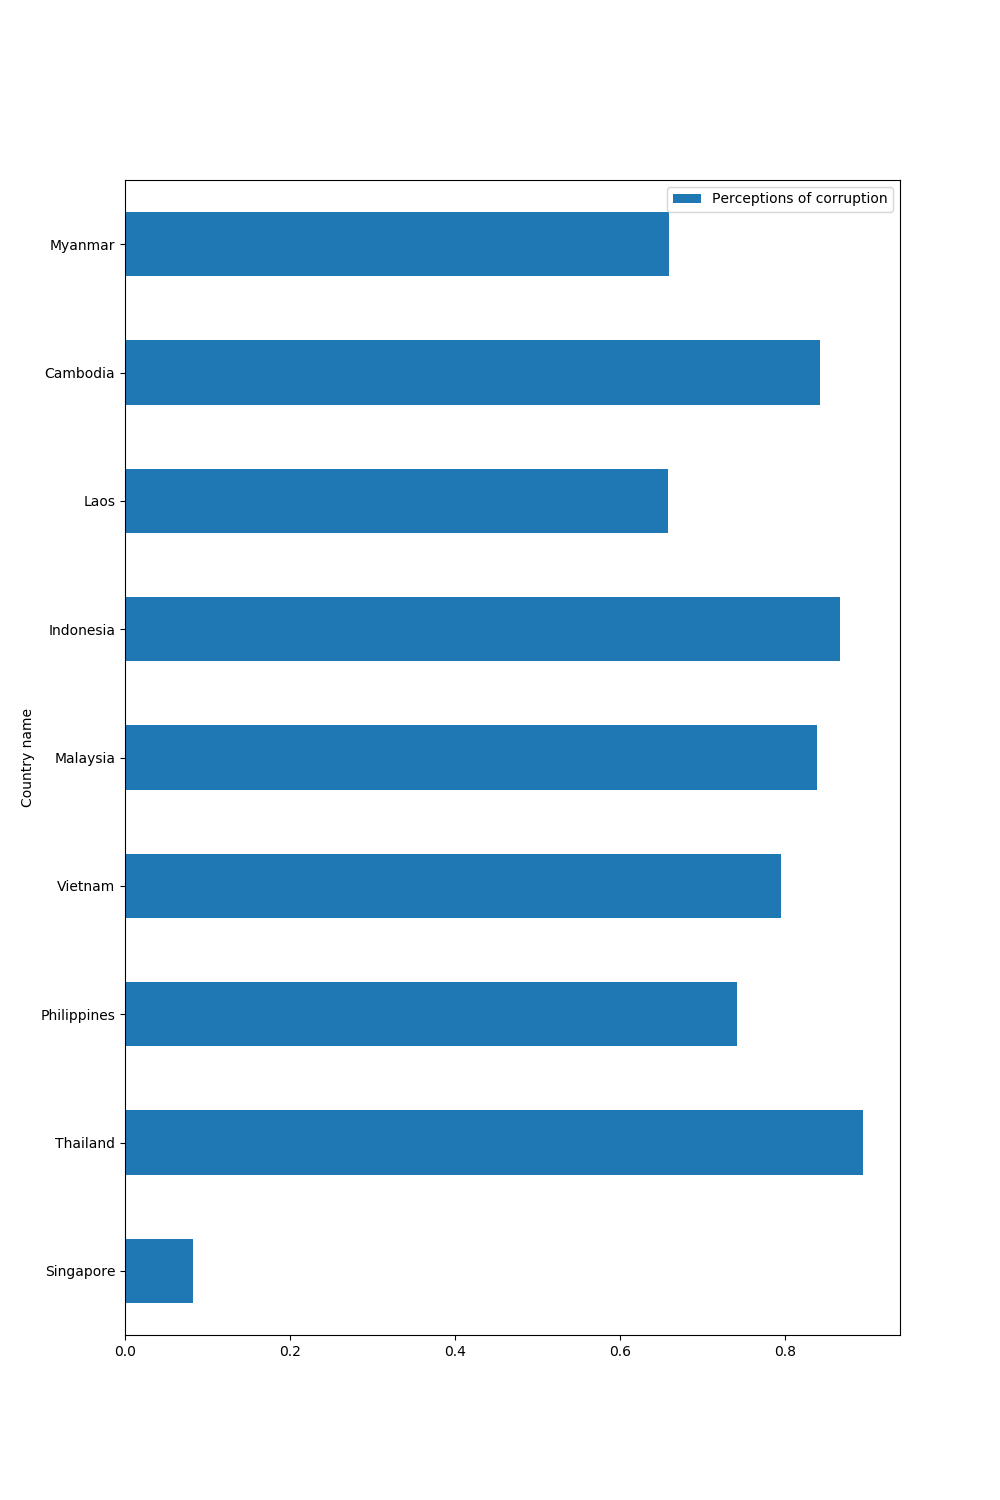 Perceptions of corruption
Myanmar
Cambodia
Laos
Indonesia
Malaysia
Vietnam
Philippines
Thailand
Singapore
Country name
0.0 0.2 0.4 0.6 0.8